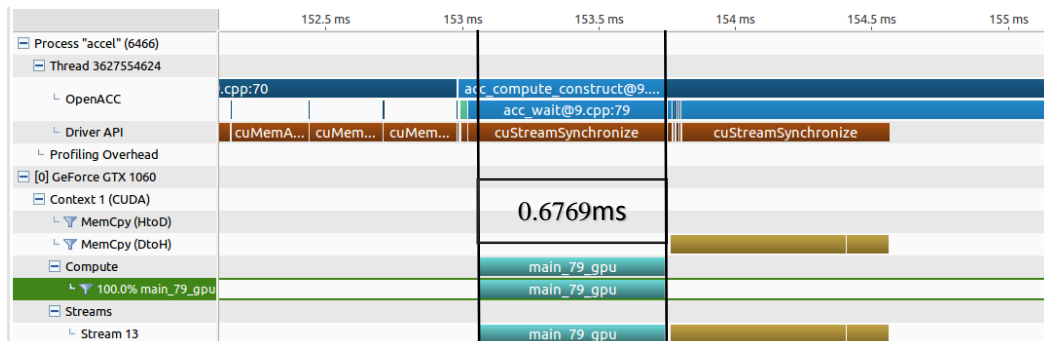 152.5 ms 153 ms 153.5 ms 154 ms 154.5 ms 155 ms
Process "accel" (6466)
Thread 3627554624
OpenACC
.cpp:70 acc_compute_construct@9....
acc_wait@9.cpp:79
Driver API cuMemA... cuMem... cuMem... cuStreamSynchronize cuStreamSynchronize
Profiling Overhead
[0] GeForce GTX 1060
Context 1 (CUDA)
0.6769ms
MemCpy (HtoD)
MemCpy (DtoH)
Compute main_79_gpu
100.0% main_79_gpu main_79_gpu
Streams
Stream 13 main_79_gpu